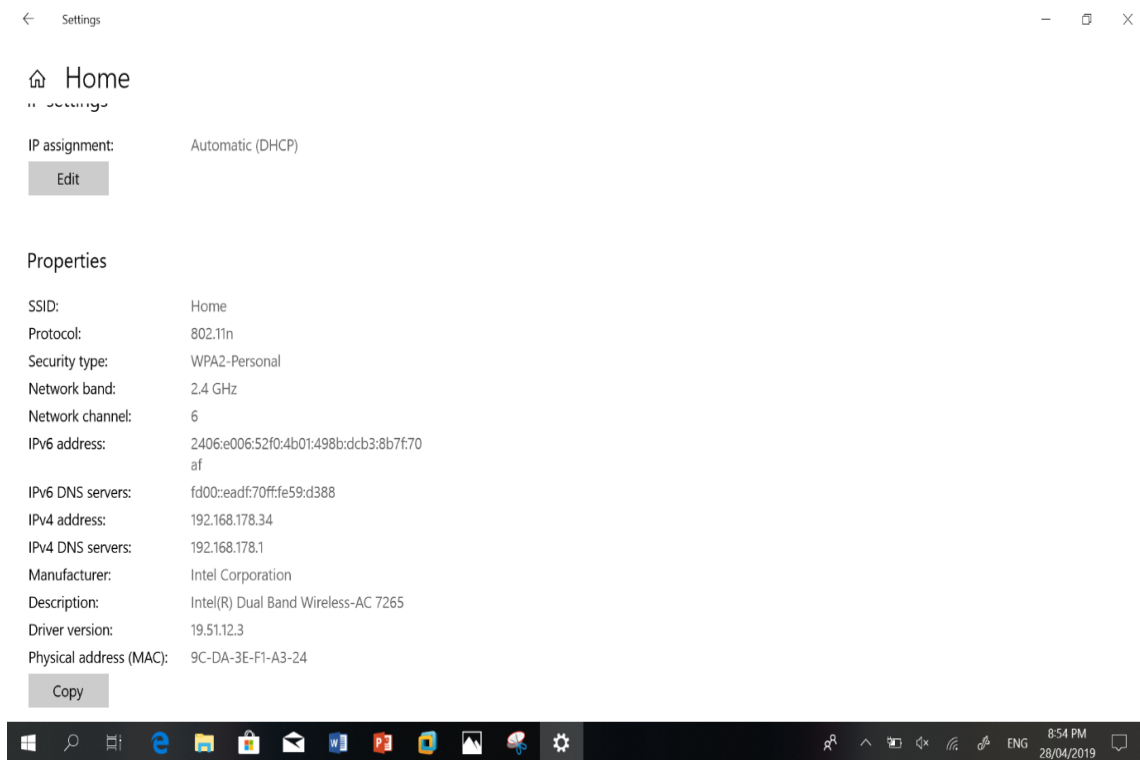 Settings
Home
IP settings
IP assignment: Automatic (DHCP)
Edit
Properties
SSID: Home
Protocol: 802.11n
Security type: WPA2-Personal
Network band: 2.4 GHz
Network channel: 6
IPv6 address: 2406:e006:52f0:4b01:498b:dcb3:8b7f:70
af
IPv6 DNS servers: fd00::eadf:70ff:fe59:d388
IPv4 address: 192.168.178.34
IPv4 DNS servers: 192.168.178.1
Manufacturer: Intel Corporation
Description: Intel(R) Dual Band Wireless-AC 7265
Driver version: 19.51.12.3
Physical address (MAC): 9C-DA-3E-F1-A3-24
Copy
ENG 8:54 PM
28/04/2019